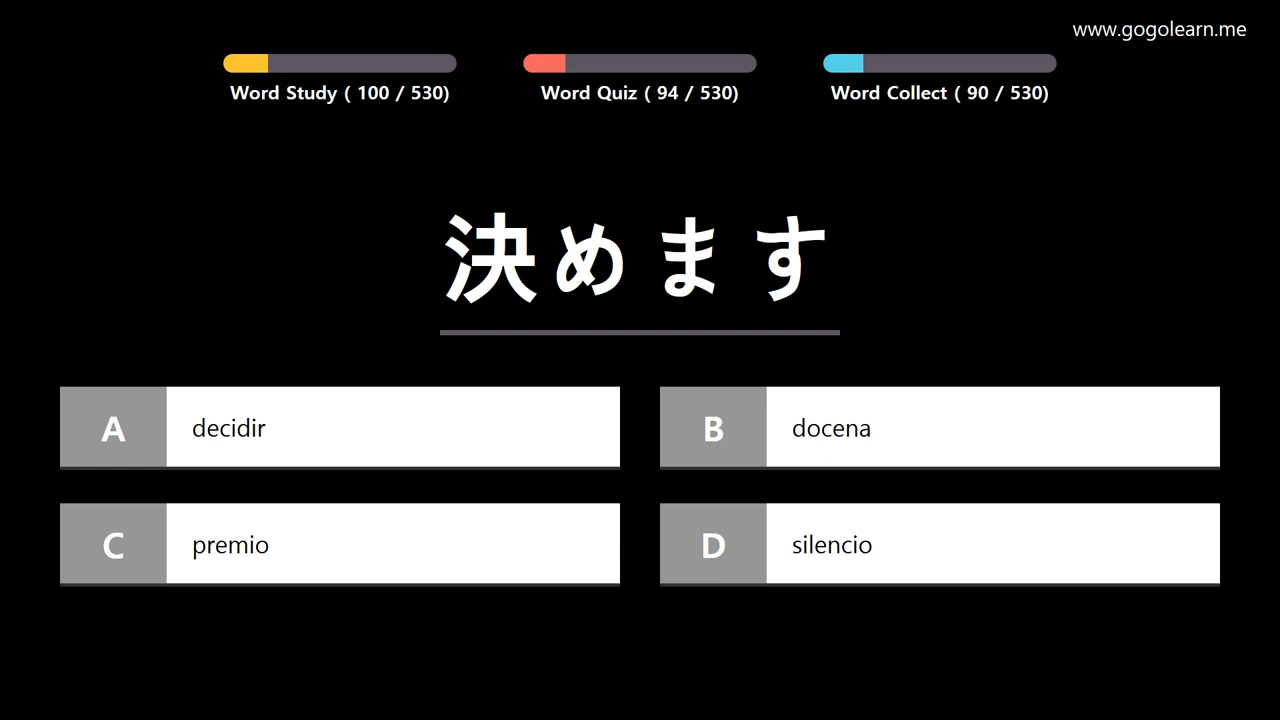 www.gogolearn.me
Word Study ( 100 / 530)
Word Quiz ( 94 / 530)
Word Collect ( 90 / 530)
決めます
A decidir
B docena
C premio
D silencio